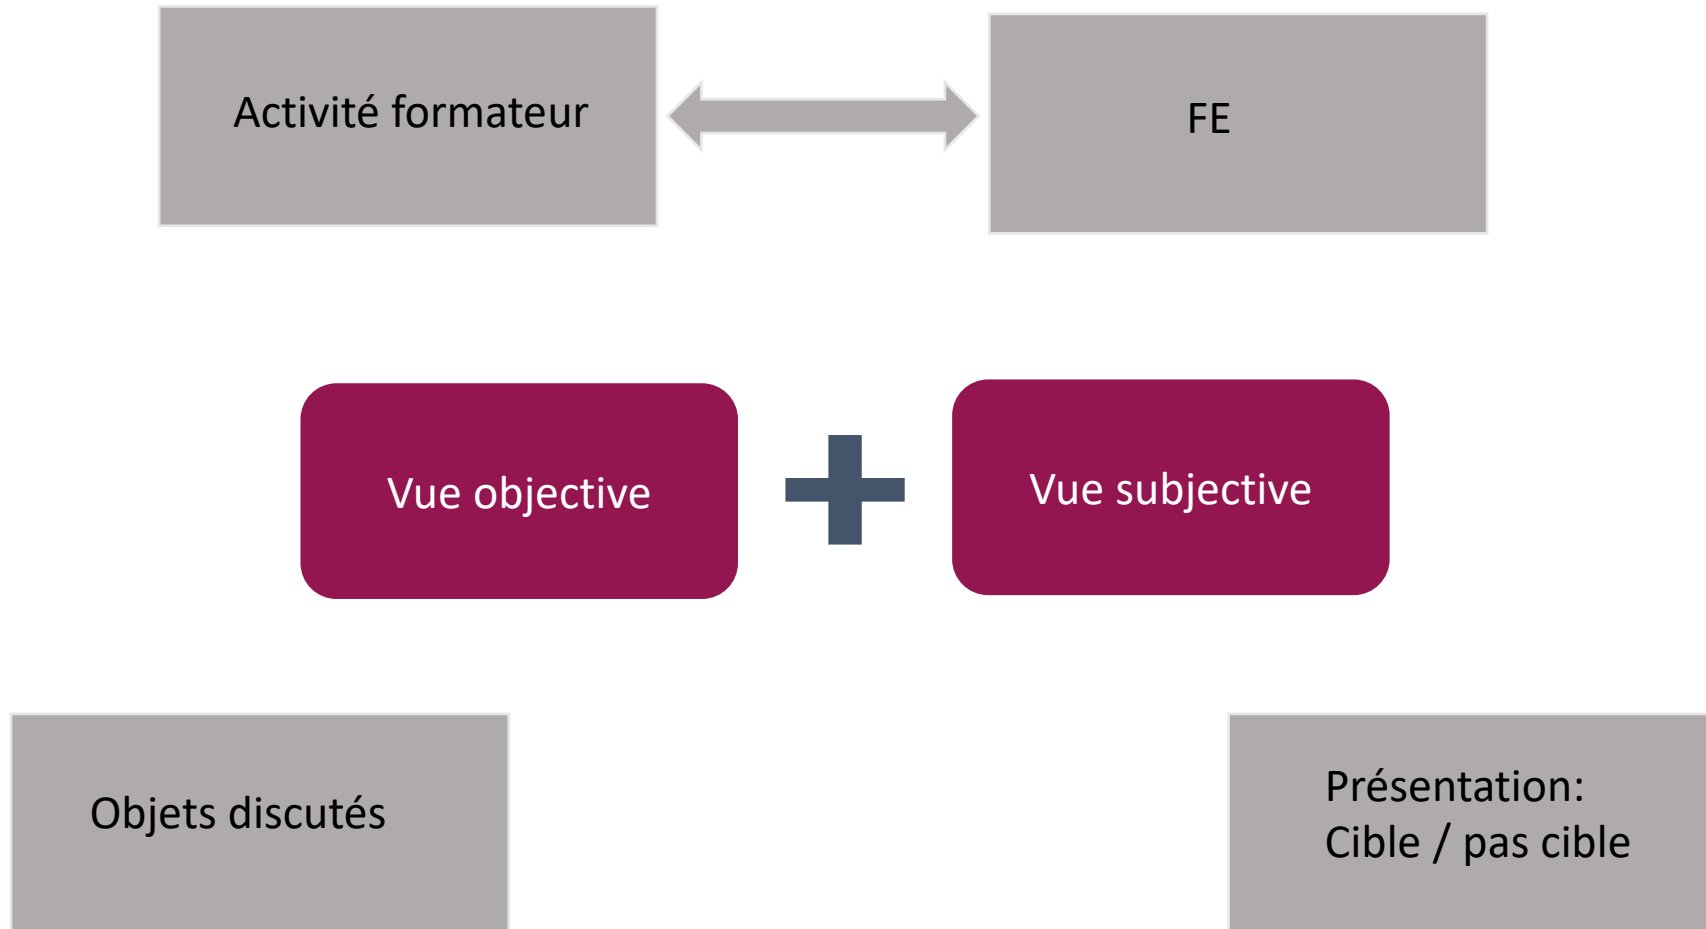 Activité formateur
FE
Vue objective
Vue subjective
Objets discutés
Présentation:
Cible / pas cible